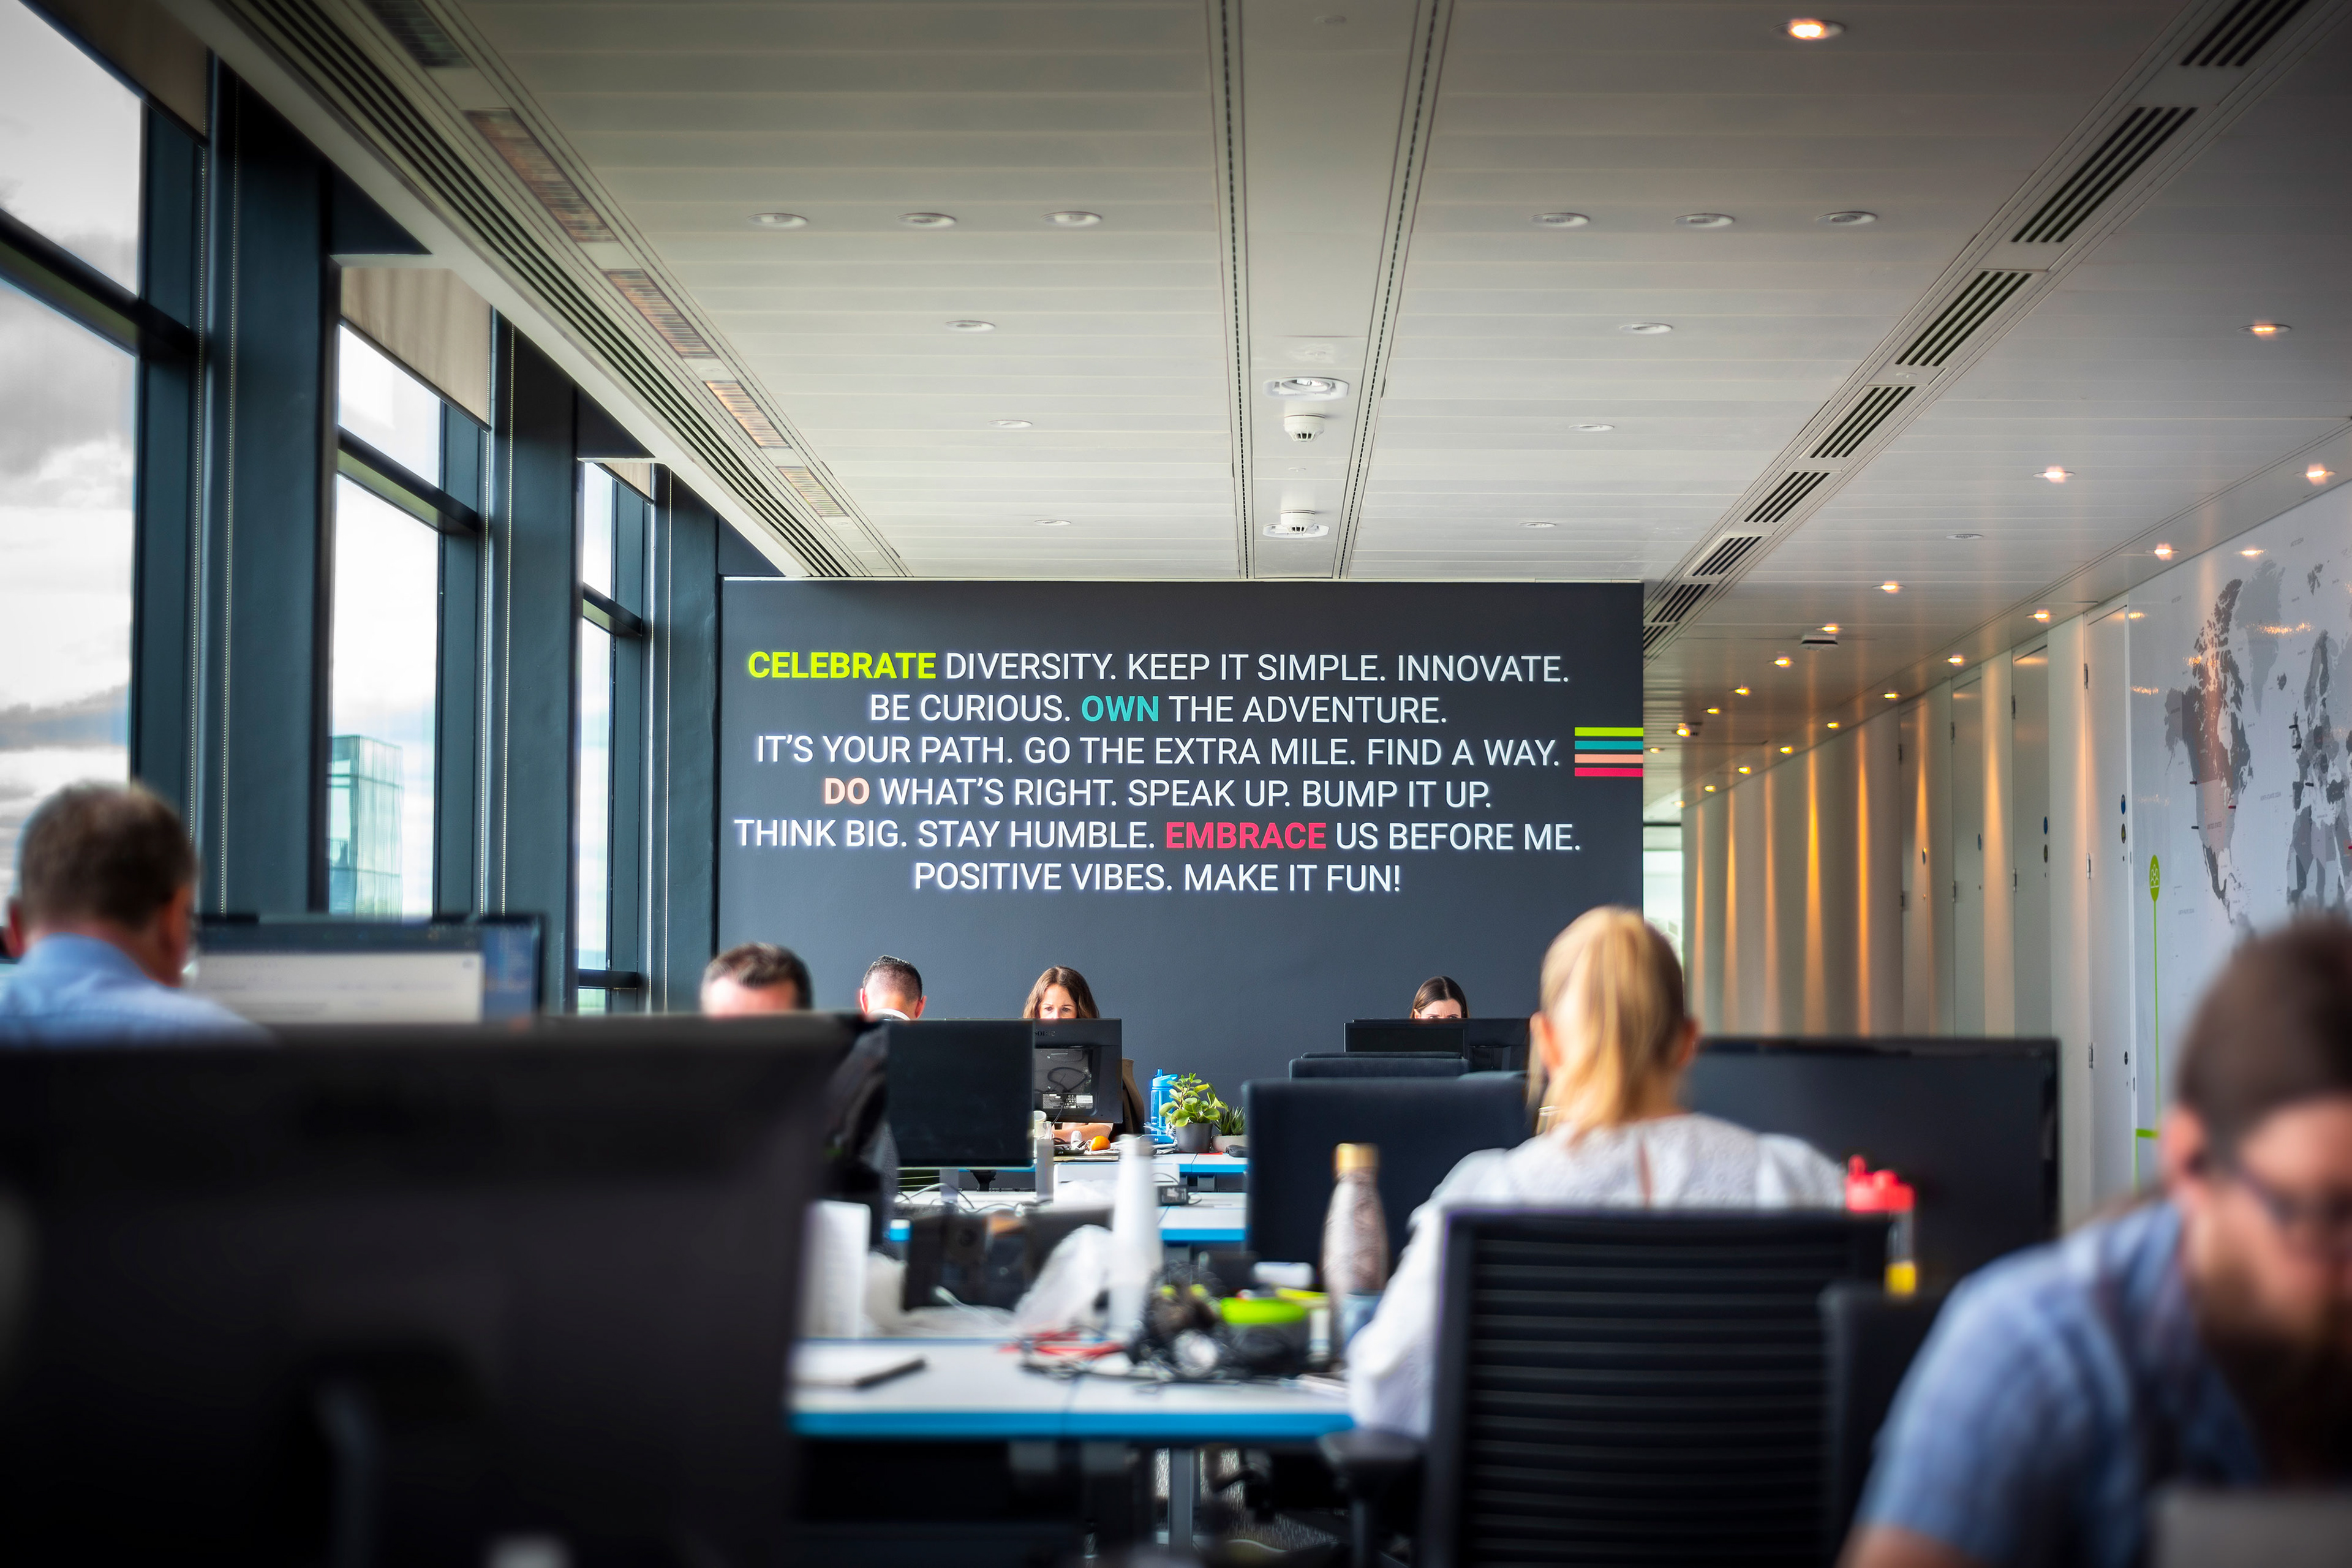 CELEBRATE DIVERSITY. KEEP IT SIMPLE. INNOVATE.
BE CURIOUS. OWN THE ADVENTURE.
IT’S YOUR PATH. GO THE EXTRA MILE. FIND A WAY.
DO WHAT’S RIGHT. SPEAK UP. BUMP IT UP.
THINK BIG. STAY HUMBLE. EMBRACE US BEFORE ME.
POSITIVE VIBES. MAKE IT FUN!